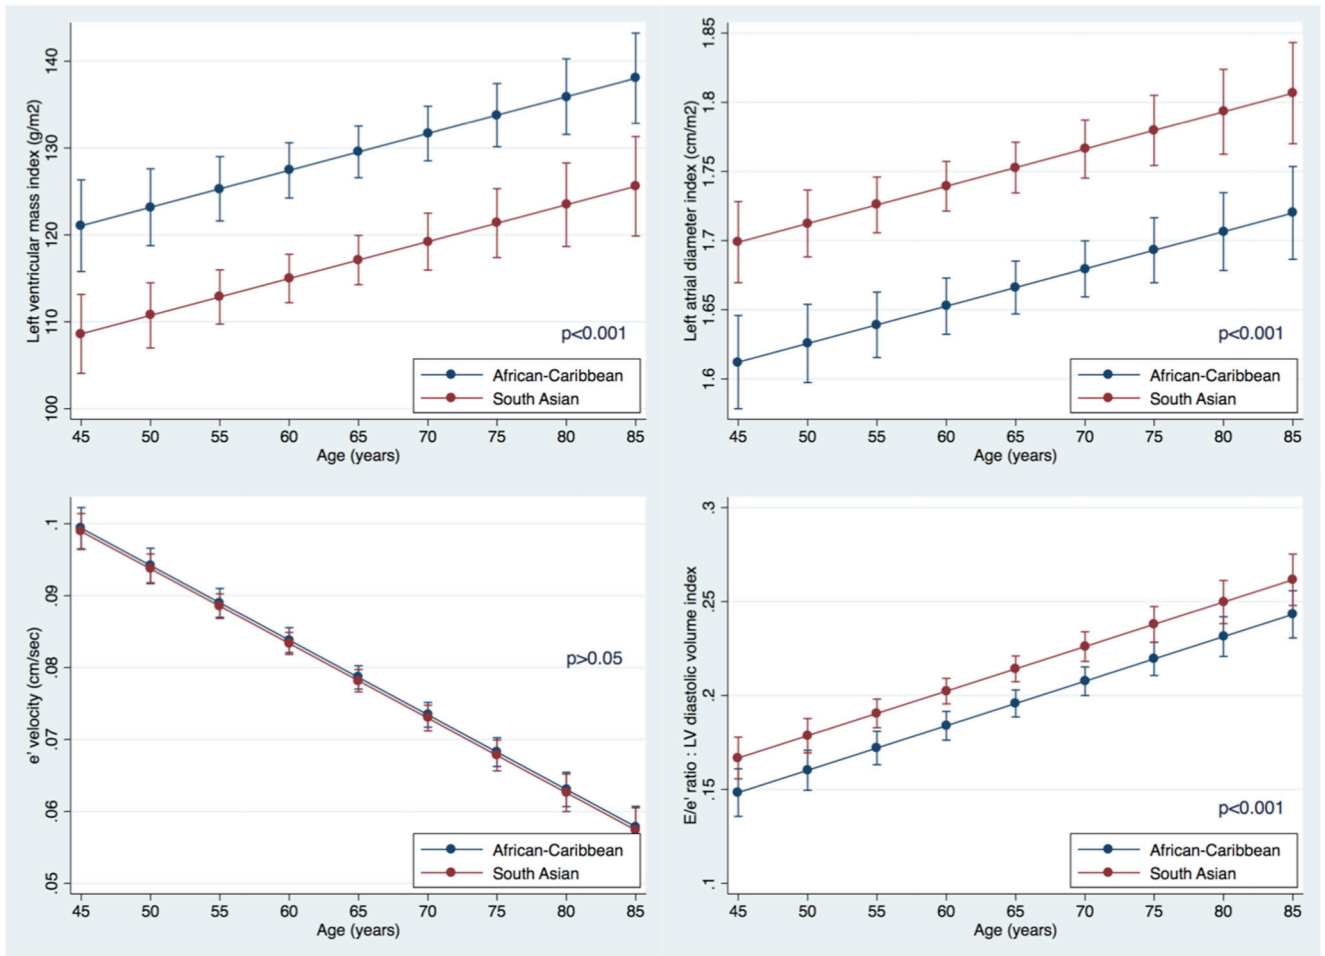 Left ventricular mass index (g/m2)
140
130
120
110
100
p<0.001
African-Caribbean
South Asian
45 50 55 60 65 70 75 80 85
Age (years)
Left atrial diameter index (cm/m2)
1.85
1.8
1.75
1.7
1.65
1.6
p<0.001
African-Caribbean
South Asian
45 50 55 60 65 70 75 80 85
Age (years)
e' velocity (cm/sec)
.1
.09
.08
.07
.06
.05
p>0.05
African-Caribbean
South Asian
45 50 55 60 65 70 75 80 85
Age (years)
E/e' ratio : LV diastolic volume index
.3
.25
.2
.15
.1
p<0.001
African-Caribbean
South Asian
45 50 55 60 65 70 75 80 85
Age (years)